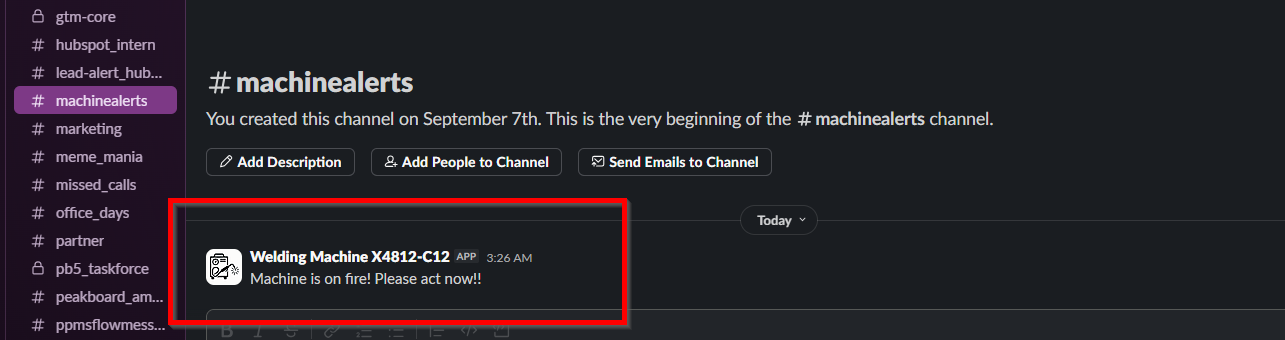 gtm-core
# hubspot_intern
# lead-alert_hub...
# machinealerts
# marketing
# meme_mania
# missed_calls
# office_days
# partner
pb5_taskforce
# peakboard_am...
# ppmsflowmess...
# machinealerts
You created this channel on September 7th. This is the very beginning of the # machinealerts channel.
Add Description
Add People to Channel
Send Emails to Channel
Today
Welding Machine X4812-C12 APP 3:26 AM
Machine is on fire! Please act now!!
B I S